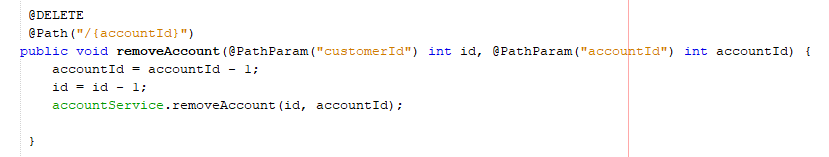 @DELETE
@Path("/{accountId}")
public void removeAccount(@PathParam("customerId") int id, @PathParam("accountId") int accountId) {
accountId = accountId - 1;
id = id - 1;
accountService.removeAccount(id, accountId);
}